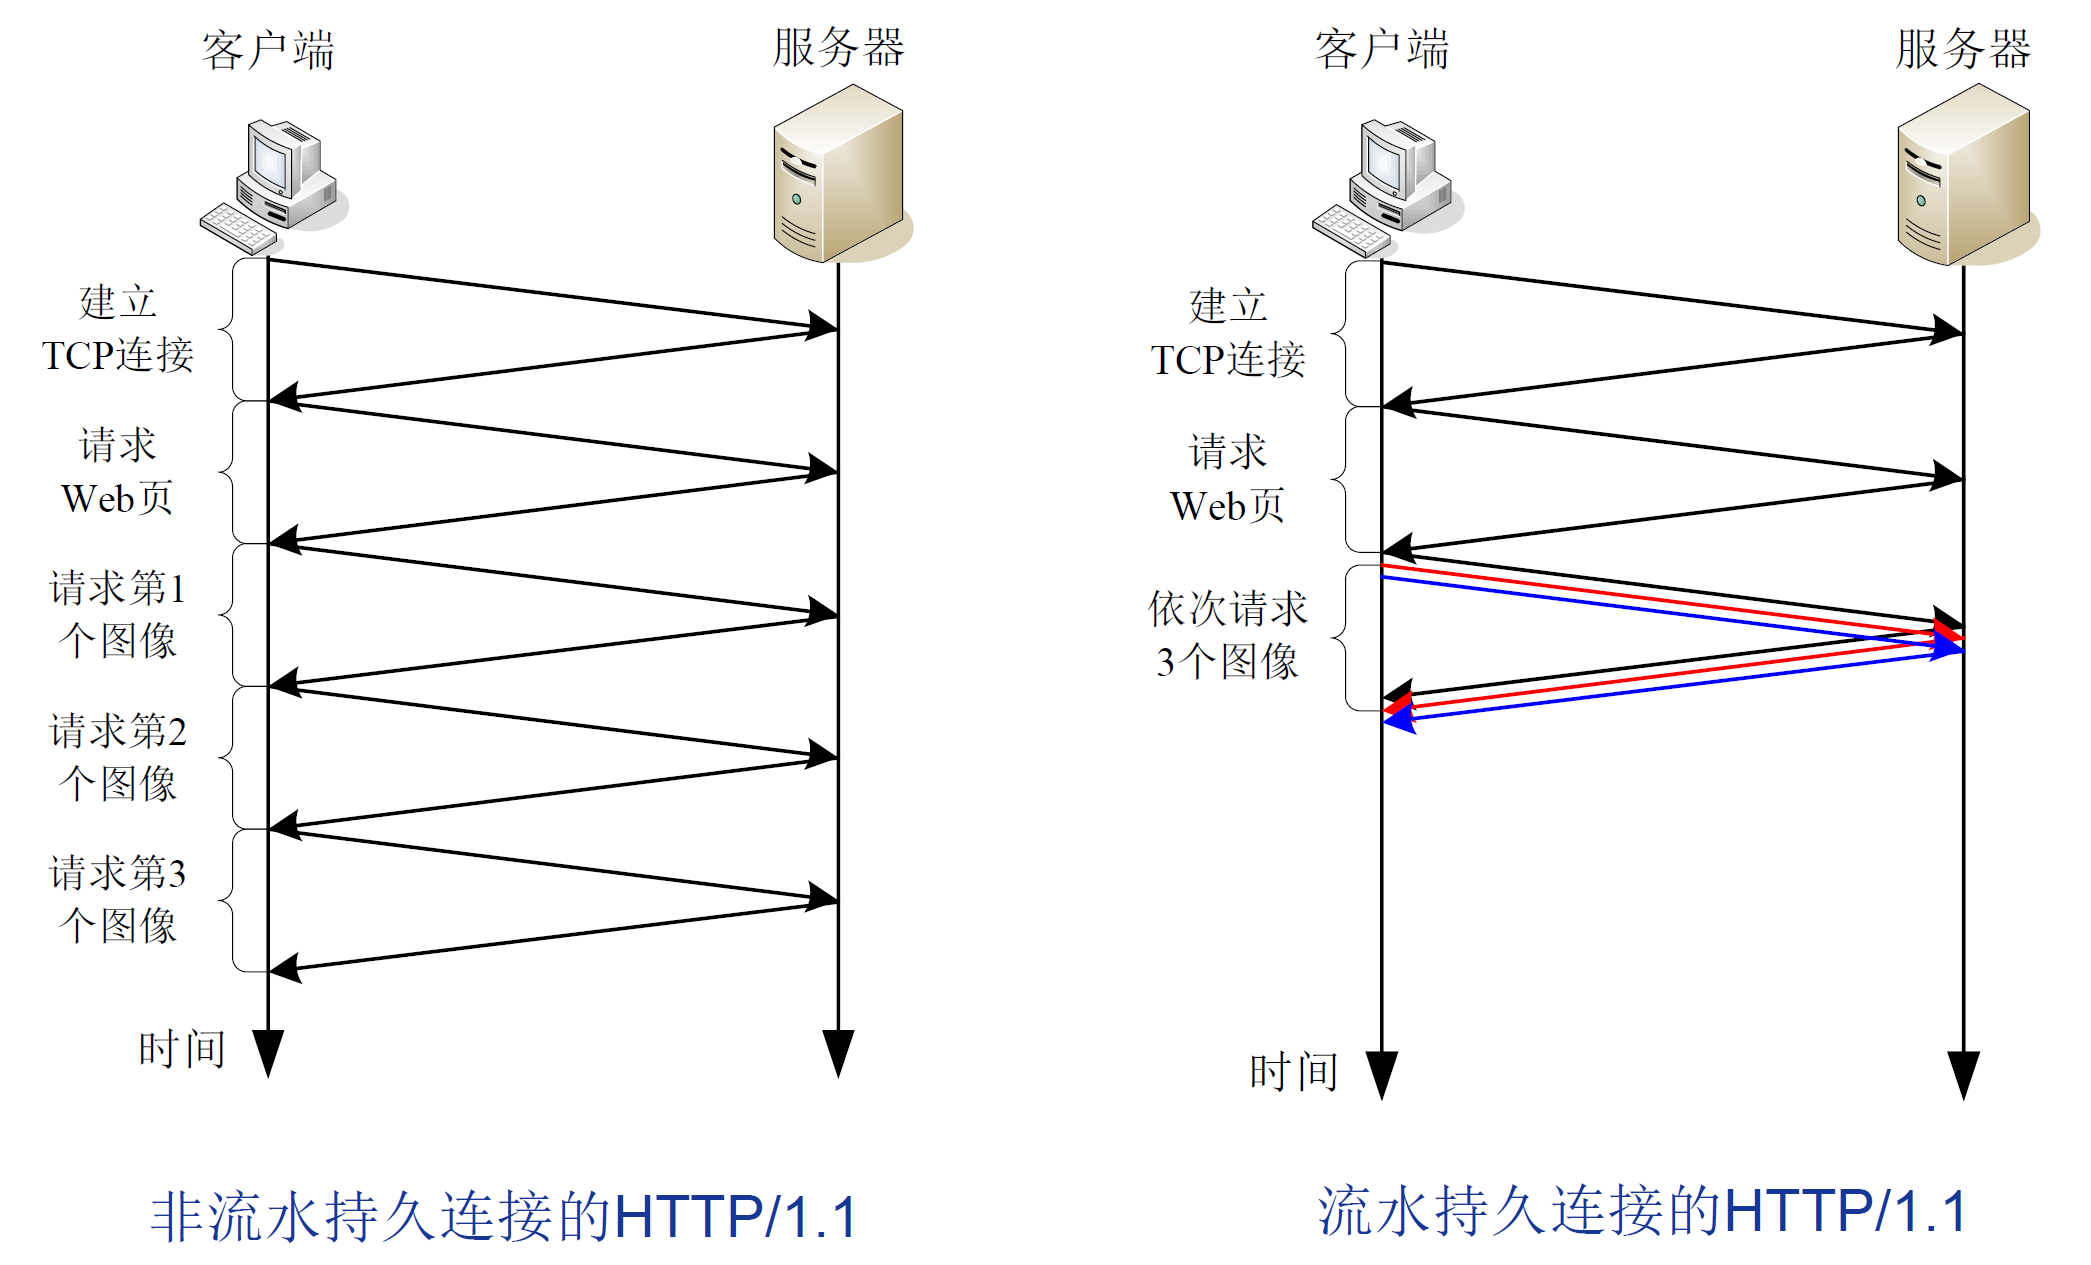 客户端
服务器
建立
TCP连接
请求
Web页
请求第1
个图像
请求第2
个图像
请求第3
个图像
时间
非流水持久连接的HTTP/1.1
客户端
服务器
建立
TCP连接
请求
Web页
依次请求
3个图像
时间
流水持久连接的HTTP/1.1